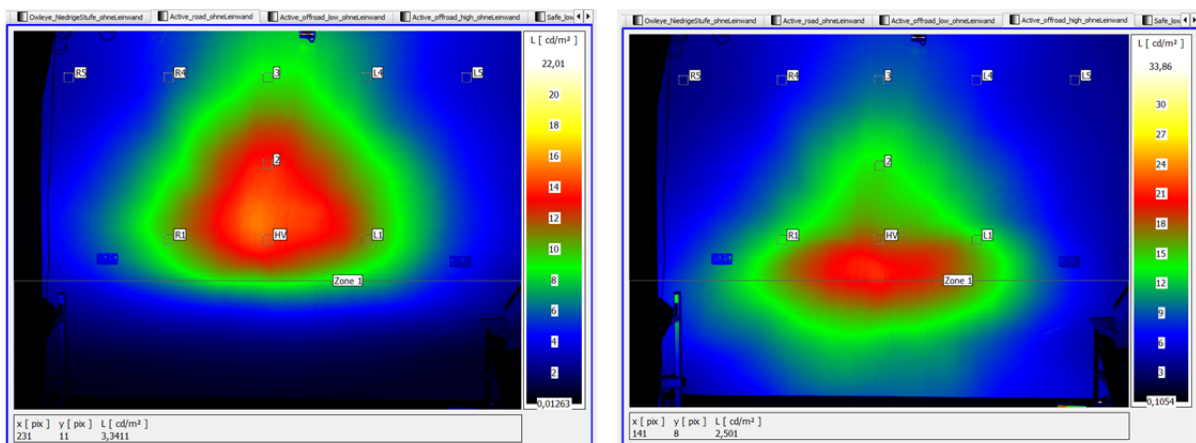 Owleye_NiedrigeStufe_ohneLeinwand Active_road_ohneLeinwand Active_offroad_low_ohneLeinwand Active_offroad_high_ohneLeinwand Safe_low
L [ cd/m² ]
22,01
20
18
16
14
12
10
8
6
4
2
0,01263
R5 R4 3 L4 L5
2
R1 HV L1
Zone 1
x [ pix ] y [ pix ] L [ cd/m² ]
231 11 3,3411
Owleye_NiedrigeStufe_ohneLeinwand Active_road_ohneLeinwand Active_offroad_low_ohneLeinwand Active_offroad_high_ohneLeinwand Safe_low
L [ cd/m² ]
33,86
30
27
24
21
18
15
12
9
6
3
0,1054
R5 R4 3 L4 L5
2
R1 HV L1
Zone 1
x [ pix ] y [ pix ] L [ cd/m² ]
141 8 2,501